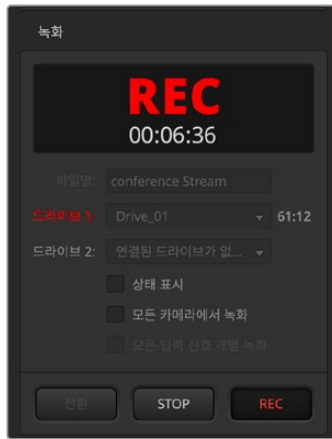 녹화
REC
00:06:36
파일명: conference Stream
드라이브 1: Drive_01 61:12
드라이브 2: 연결된 드라이브가 없...
상태 표시
모든 카메라에서 녹화
모든 입력 신호 개별 녹화
전환 STOP REC